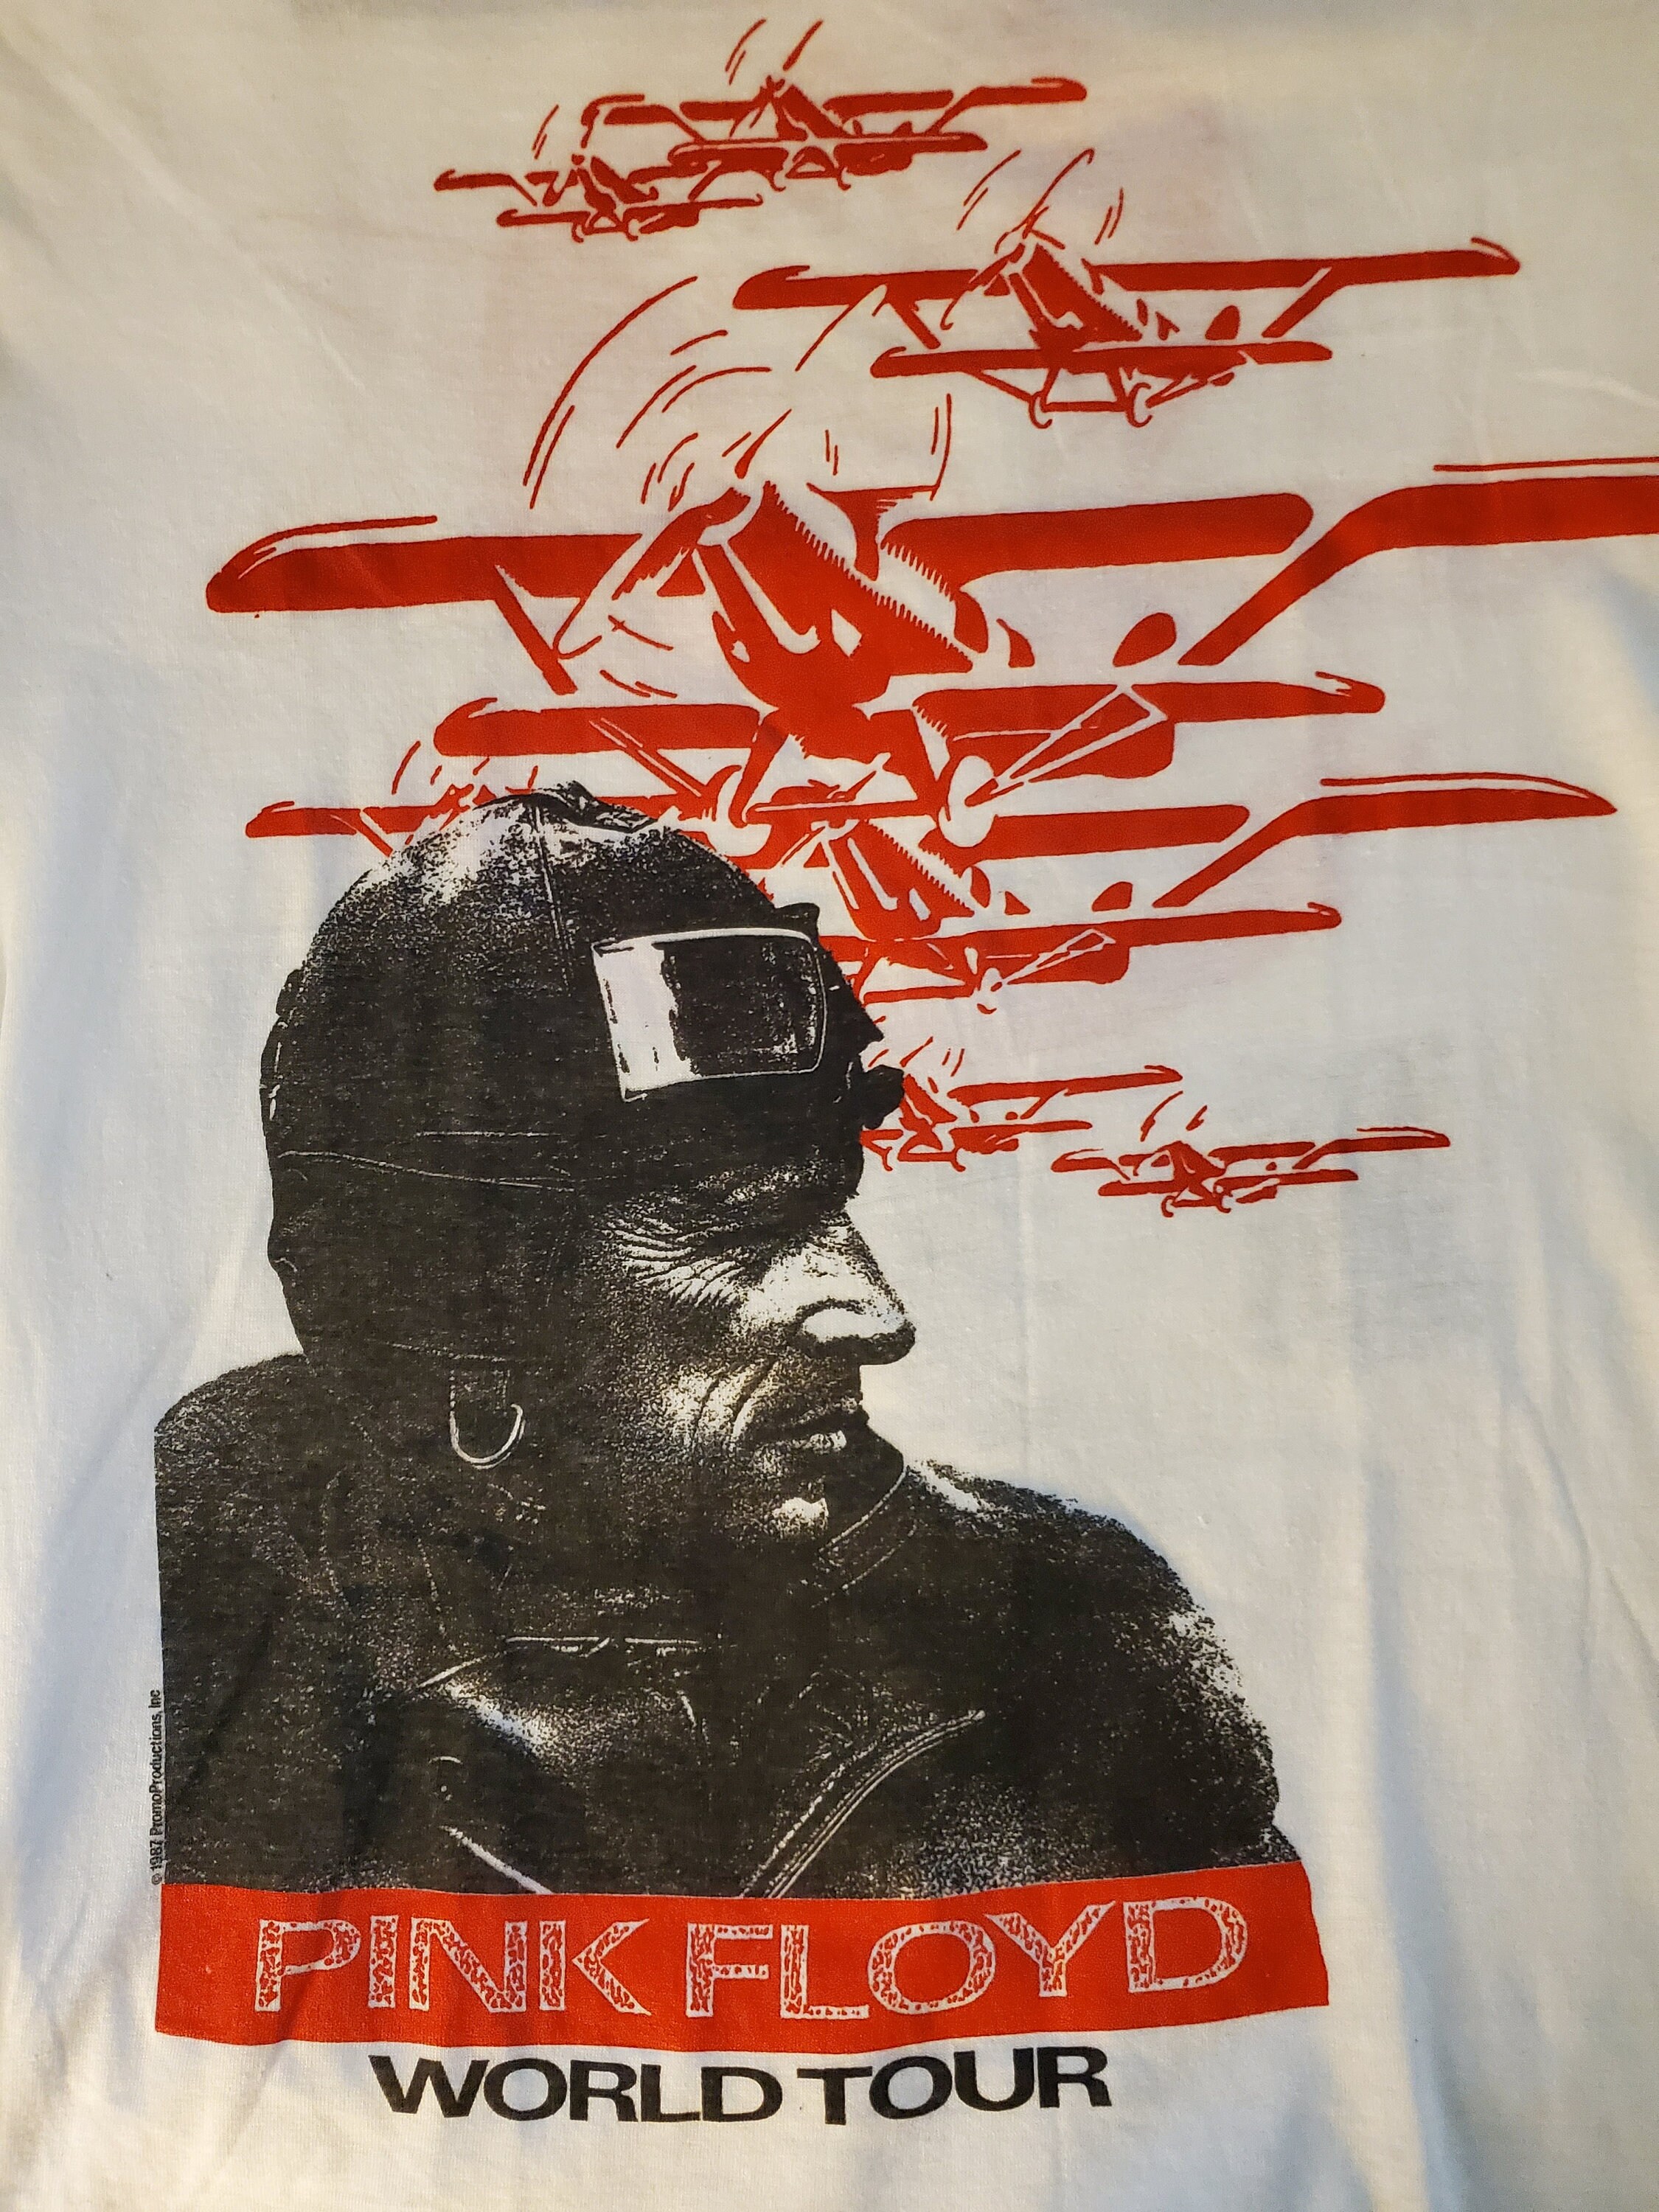 © 1987 PromoProductions, Inc
PINK FLOYD
WORLD TOUR